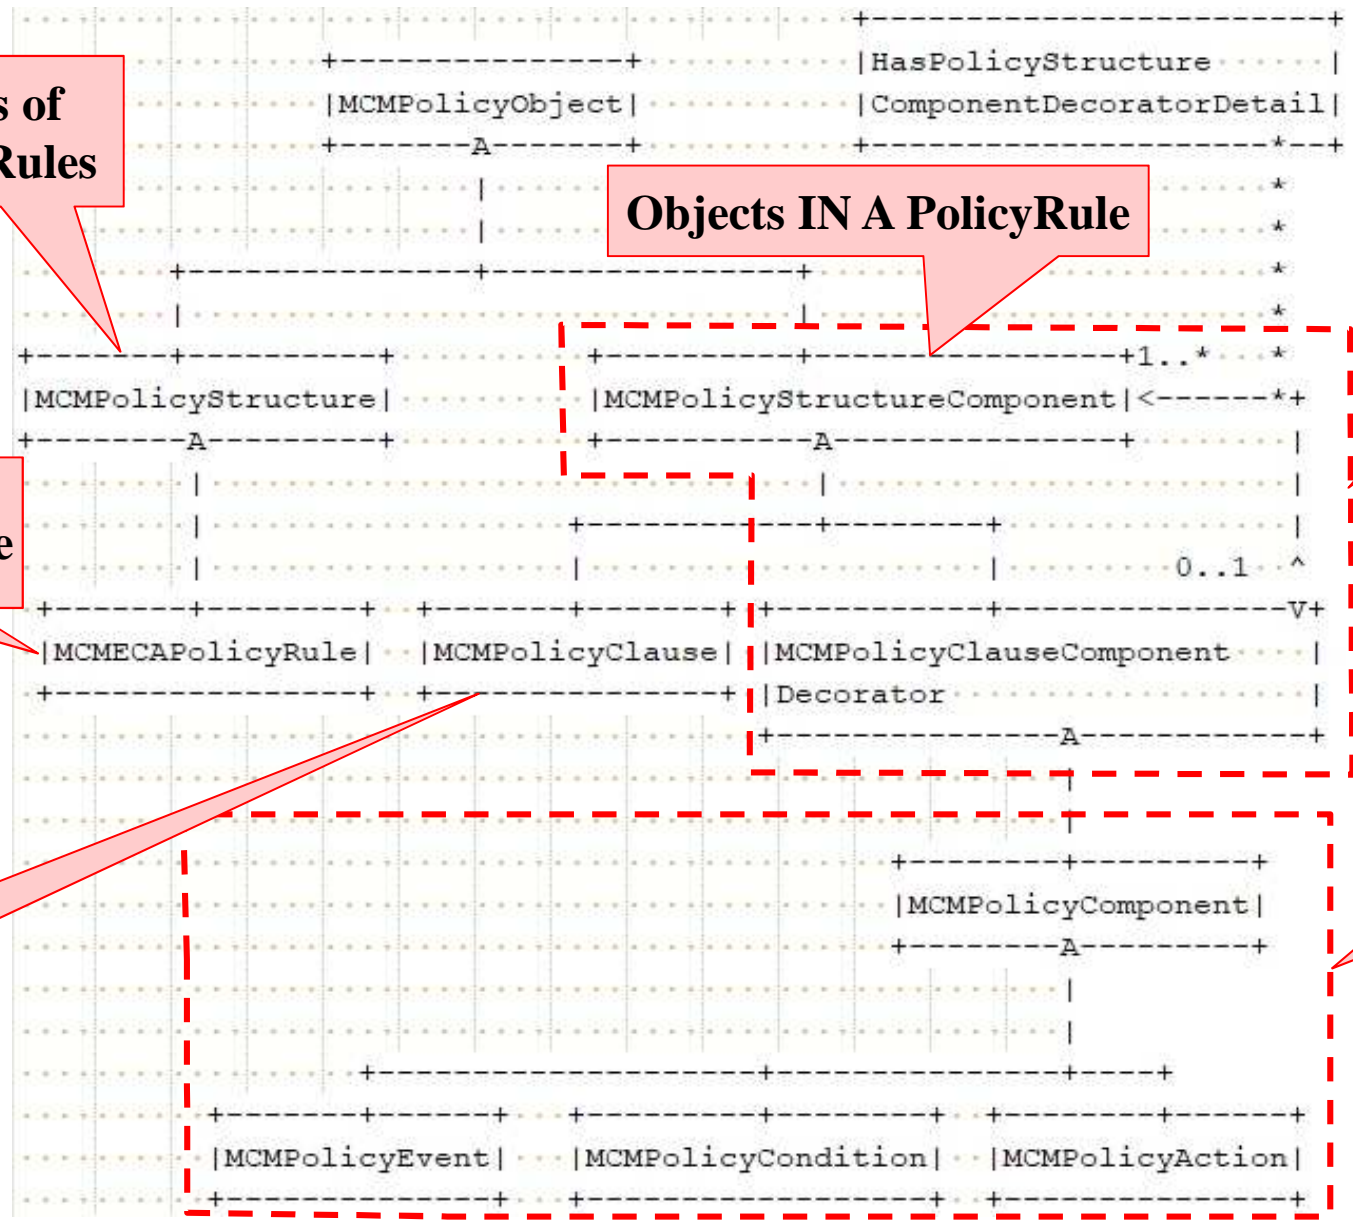 HasPolicyStructure
MCMPolicyObject
ComponentDecoratorDetail
s of
Rules
Objects IN A PolicyRule
1..*
MCMPolicyStructure
MCMPolicyStructureComponent
e
0..1
MCMECAPolicyRule
MCMPolicyClause
MCMPolicyClauseComponent
Decorator
MCMPolicyComponent
MCMPolicyEvent
MCMPolicyCondition
MCMPolicyAction